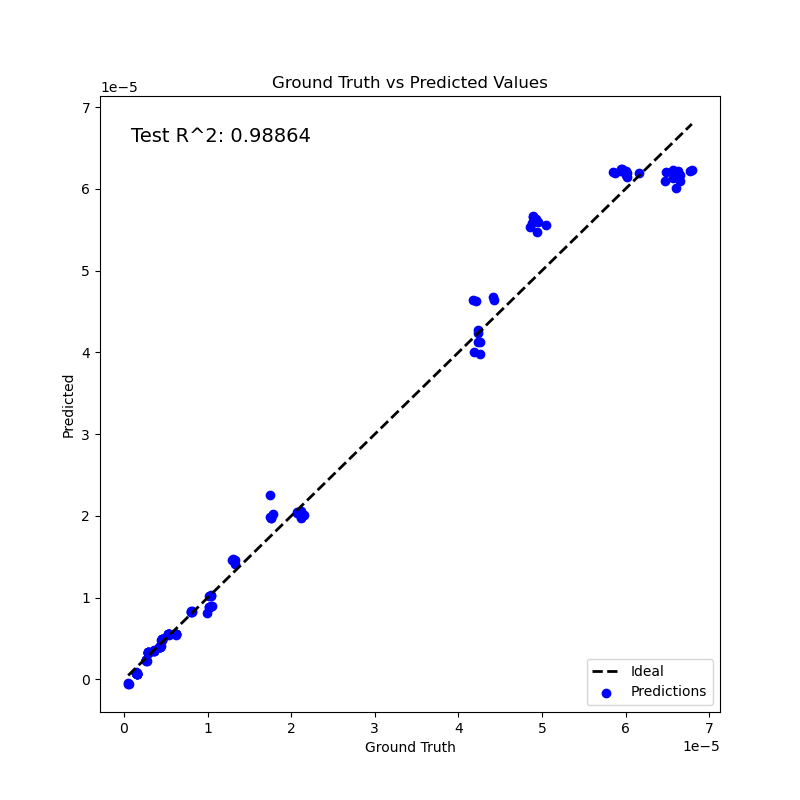 Ground Truth vs Predicted Values
1e−5
7
Test R^2: 0.98864
6
5
4
3
2
1
0
Predicted
Ideal
Predictions
0 1 2 3 4 5 6 7
Ground Truth
1e−5